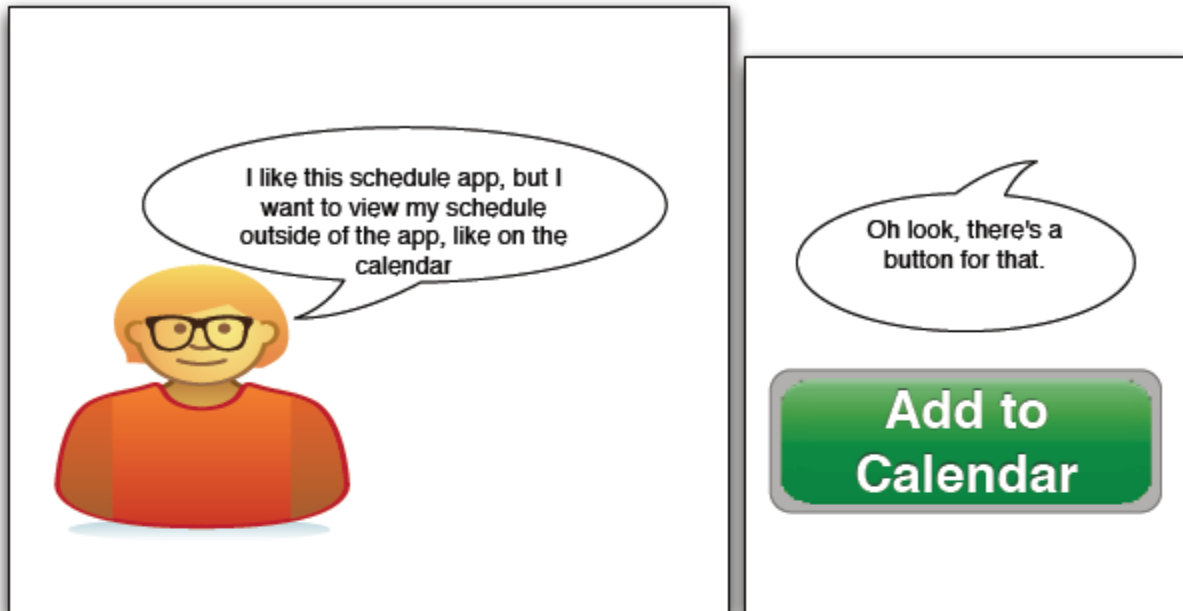 I like this schedule app, but I
want to view my schedule
outside of the app, like on the
calendar
Oh look, there's a
button for that.
Add to
Calendar